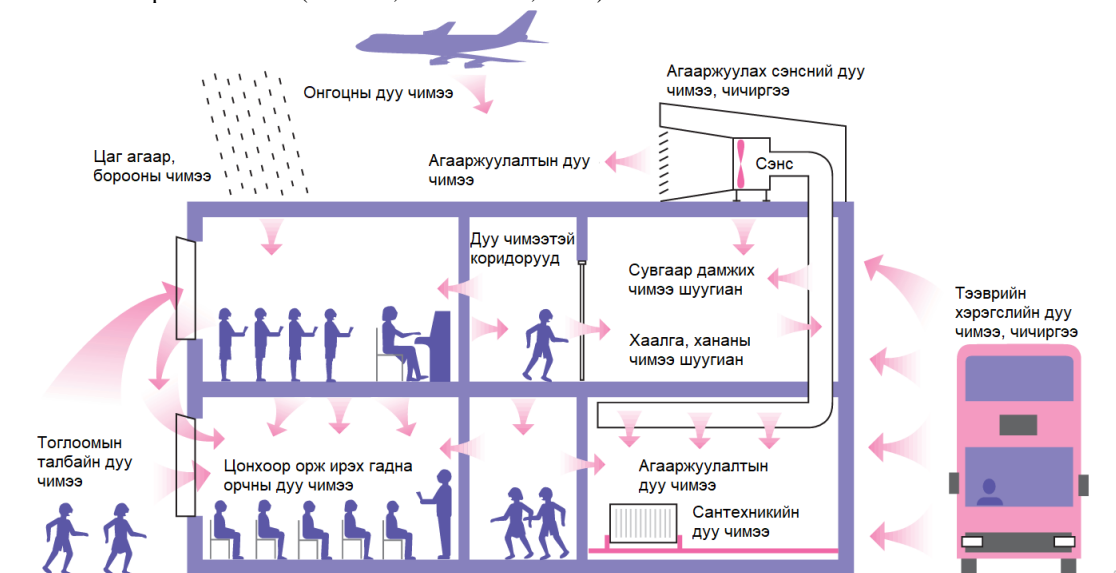 Онгоцны дуу чимээ
Агааржуулах сэнсний дуу
чимээ, чичиргээ
Цаг агаар,
борооны чимээ
Агааржуулалтын дуу
чимээ
Сэнс
Дуу чимээтэй
коридорууд
Сувгаар дамжих
чимээ шуугиан
Хаалга, хананы
чимээ шуугиан
Тээврийн
хэрэгслийн дуу
чимээ, чичиргээ
Тоглоомын
талбайн дуу
чимээ
Цонхоор орж ирэх гадна
орчны дуу чимээ
Агааржуулалтын
дуу чимээ
Сантехникийн
дуу чимээ